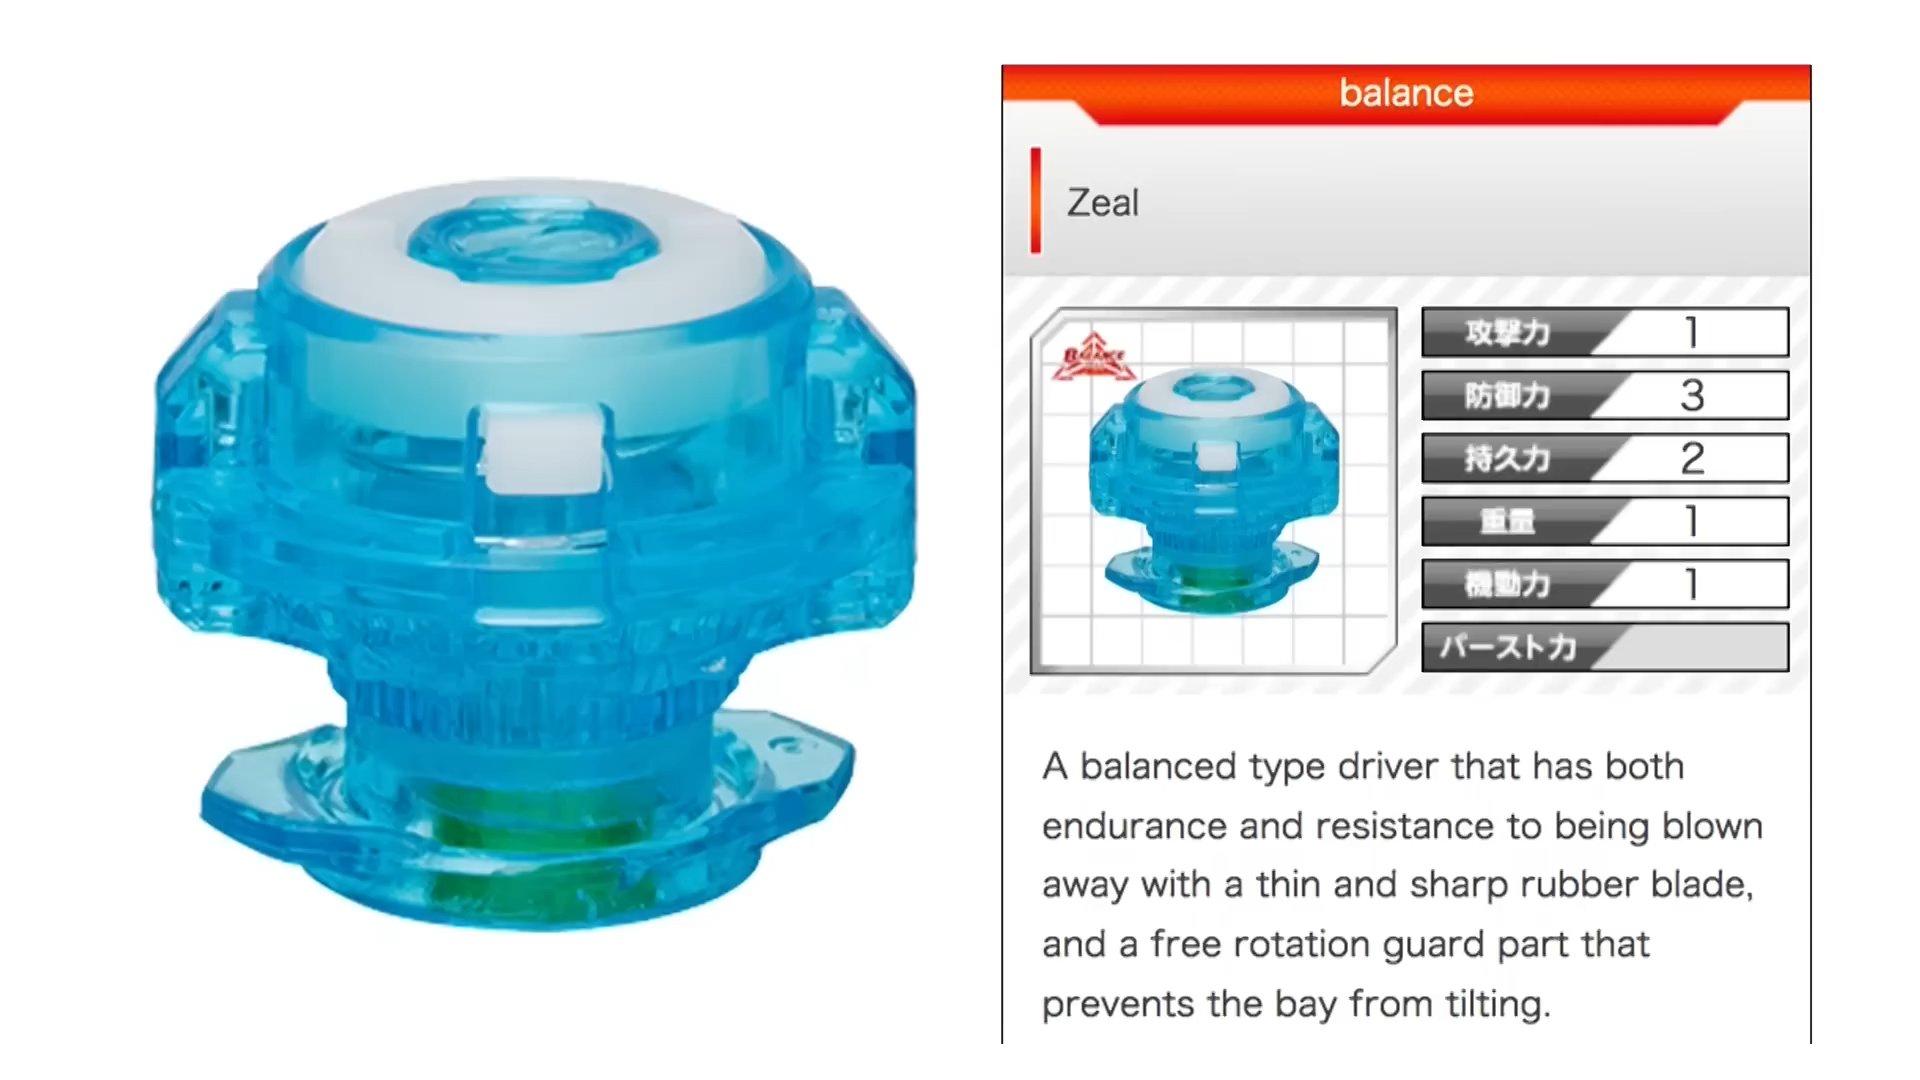 balance
Zeal
BALANCE
攻撃力 1
防御力 3
持久力 2
重量 1
機動力 1
バースト力
A balanced type driver that has both
endurance and resistance to being blown
away with a thin and sharp rubber blade,
and a free rotation guard part that
prevents the bay from tilting.